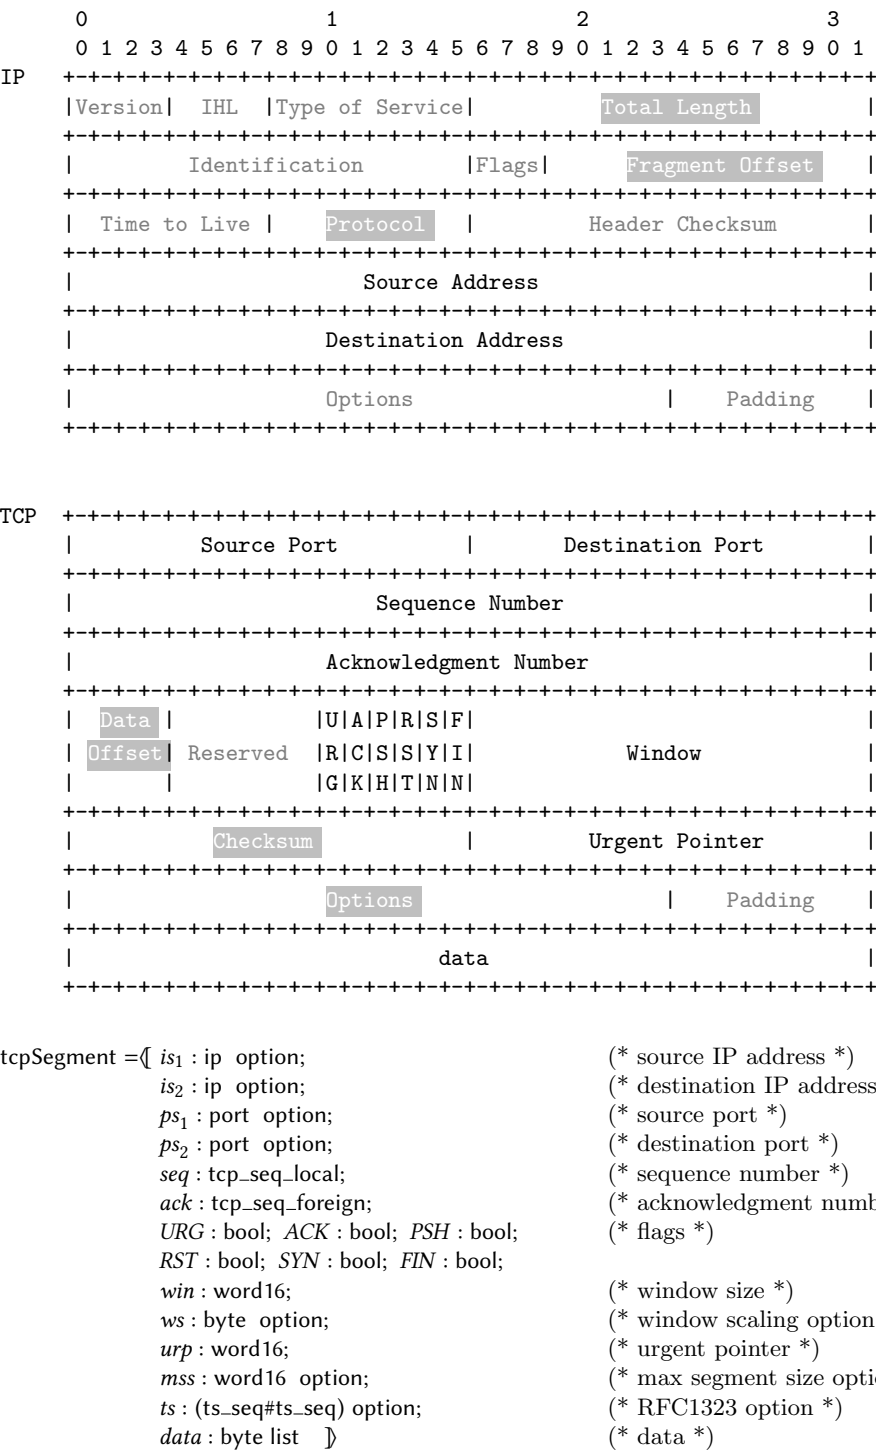 0                   1                   2                   3
0 1 2 3 4 5 6 7 8 9 0 1 2 3 4 5 6 7 8 9 0 1 2 3 4 5 6 7 8 9 0 1
IP +-+-+-+-+-+-+-+-+-+-+-+-+-+-+-+-+-+-+-+-+-+-+-+-+-+-+-+-+-+-+-+-+
|Version|  IHL  |Type of Service|          Total Length         |
+-+-+-+-+-+-+-+-+-+-+-+-+-+-+-+-+-+-+-+-+-+-+-+-+-+-+-+-+-+-+-+-+
|         Identification        |Flags|      Fragment Offset    |
+-+-+-+-+-+-+-+-+-+-+-+-+-+-+-+-+-+-+-+-+-+-+-+-+-+-+-+-+-+-+-+-+
|  Time to Live |    Protocol   |         Header Checksum       |
+-+-+-+-+-+-+-+-+-+-+-+-+-+-+-+-+-+-+-+-+-+-+-+-+-+-+-+-+-+-+-+-+
|                       Source Address                          |
+-+-+-+-+-+-+-+-+-+-+-+-+-+-+-+-+-+-+-+-+-+-+-+-+-+-+-+-+-+-+-+-+
|                    Destination Address                        |
+-+-+-+-+-+-+-+-+-+-+-+-+-+-+-+-+-+-+-+-+-+-+-+-+-+-+-+-+-+-+-+-+
|                    Options                    |    Padding    |
+-+-+-+-+-+-+-+-+-+-+-+-+-+-+-+-+-+-+-+-+-+-+-+-+-+-+-+-+-+-+-+-+
TCP +-+-+-+-+-+-+-+-+-+-+-+-+-+-+-+-+-+-+-+-+-+-+-+-+-+-+-+-+-+-+-+-+
|          Source Port          |       Destination Port        |
+-+-+-+-+-+-+-+-+-+-+-+-+-+-+-+-+-+-+-+-+-+-+-+-+-+-+-+-+-+-+-+-+
|                        Sequence Number                        |
+-+-+-+-+-+-+-+-+-+-+-+-+-+-+-+-+-+-+-+-+-+-+-+-+-+-+-+-+-+-+-+-+
|                    Acknowledgment Number                      |
+-+-+-+-+-+-+-+-+-+-+-+-+-+-+-+-+-+-+-+-+-+-+-+-+-+-+-+-+-+-+-+-+
|  Data |           |U|A|P|R|S|F|                               |
| Offset| Reserved  |R|C|S|S|Y|I|            Window             |
|       |           |G|K|H|T|N|N|                               |
+-+-+-+-+-+-+-+-+-+-+-+-+-+-+-+-+-+-+-+-+-+-+-+-+-+-+-+-+-+-+-+-+
|           Checksum            |         Urgent Pointer        |
+-+-+-+-+-+-+-+-+-+-+-+-+-+-+-+-+-+-+-+-+-+-+-+-+-+-+-+-+-+-+-+-+
|                    Options                    |    Padding    |
+-+-+-+-+-+-+-+-+-+-+-+-+-+-+-+-+-+-+-+-+-+-+-+-+-+-+-+-+-+-+-+-+
|                             data                              |
+-+-+-+-+-+-+-+-+-+-+-+-+-+-+-+-+-+-+-+-+-+-+-+-+-+-+-+-+-+-+-+-+
tcpSegment =⟨[ is₁ : ip option; (* source IP address *)
is₂ : ip option; (* destination IP address
ps₁ : port option; (* source port *)
ps₂ : port option; (* destination port *)
seq : tcp_seq_local; (* sequence number *)
ack : tcp_seq_foreign; (* acknowledgment
URG : bool; ACK : bool; PSH : bool; (* flags *)
RST : bool; SYN : bool; FIN : bool;
win : word16; (* window size *)
ws : byte option; (* window scaling option
urp : word16; (* urgent pointer *)
mss : word16 option; (* max segment size
ts : (ts_seq#ts_seq) option; (* RFC1323 option *)
data : byte list ]⟩ (* data *)